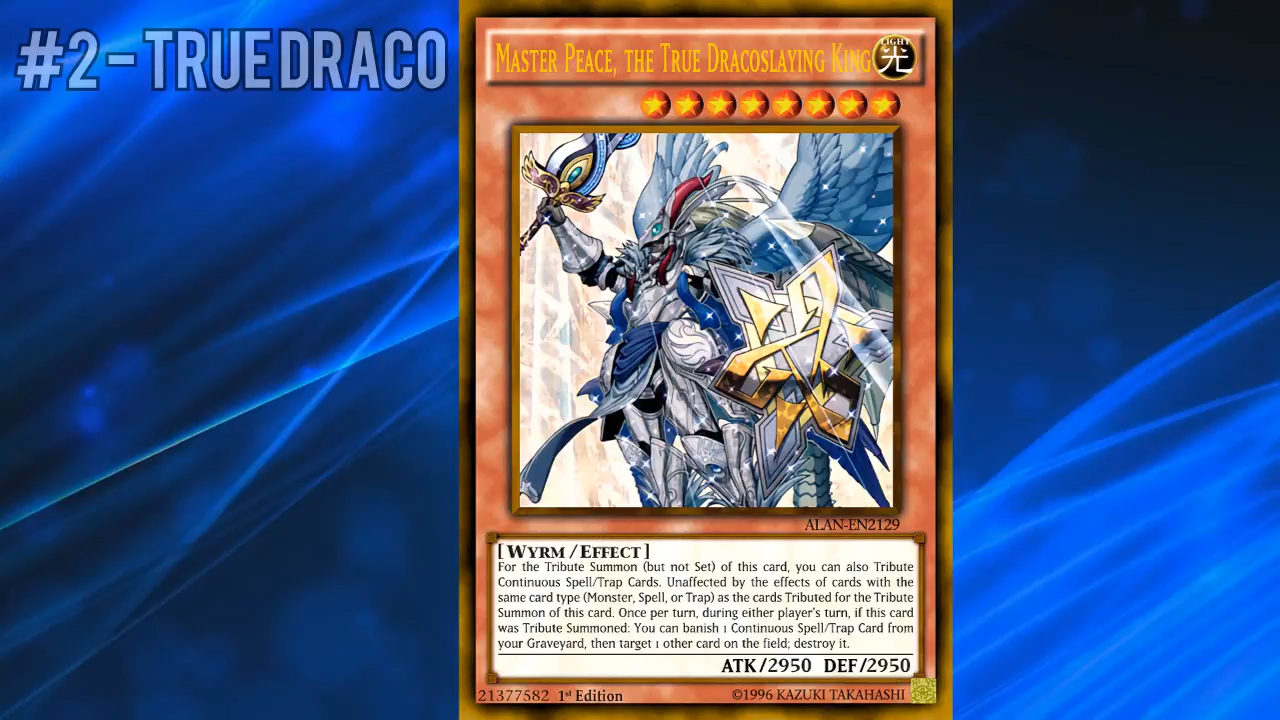 #2 - TRUE DRACO
MASTER PEACE, THE TRUE DRACOSLAYING KING
LIGHT
光
ALAN-EN2129
[ WYRM / EFFECT ]
For the Tribute Summon (but not Set) of this card, you can also Tribute
Continuous Spell/Trap Cards. Unaffected by the effects of cards with the
same card type (Monster, Spell, or Trap) as the cards Tributed for the Tribute
Summon of this card. Once per turn, during either player's turn, if this card
was Tribute Summoned: You can banish 1 Continuous Spell/Trap Card from
your Graveyard, then target 1 other card on the field; destroy it.
ATK/2950 DEF/2950
21377582 1st Edition
©1996 KAZUKI TAKAHASHI